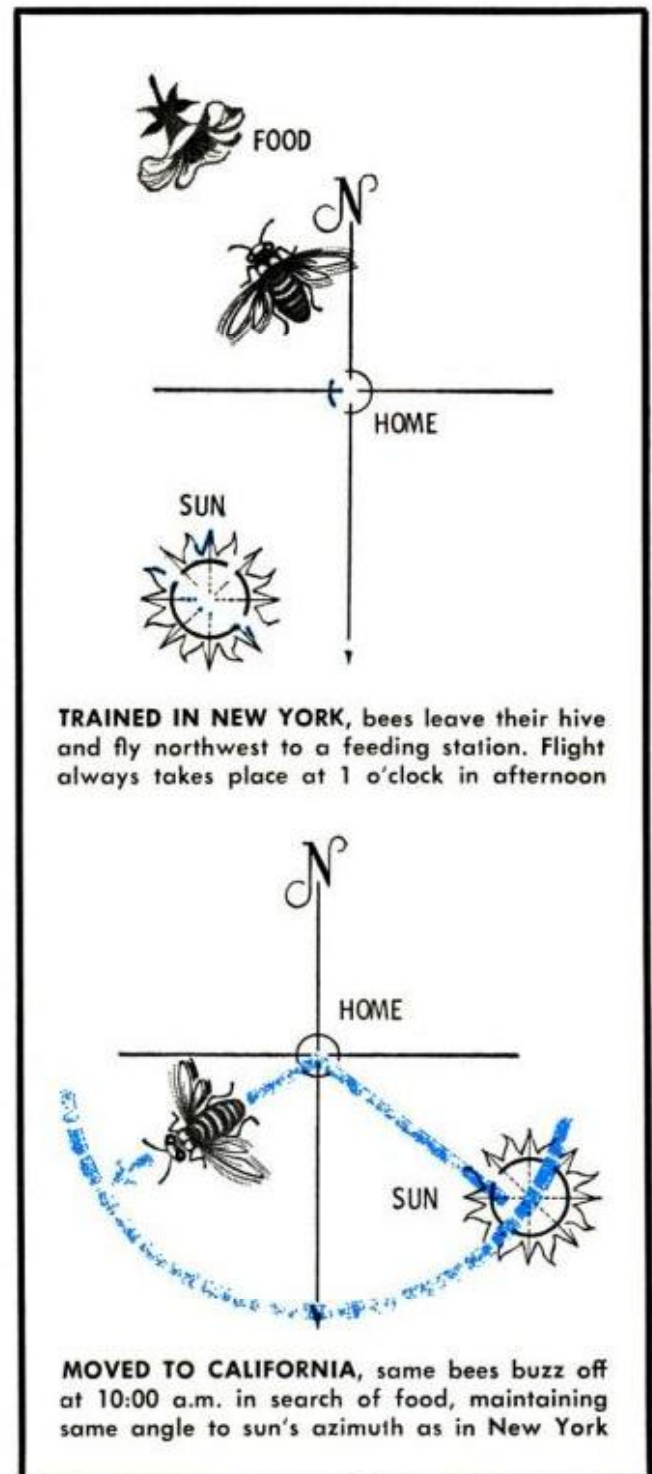 FOOD
N
HOME
SUN
TRAINED IN NEW YORK, bees leave their hive
and fly northwest to a feeding station. Flight
always takes place at 1 o'clock in afternoon
N
HOME
SUN
MOVED TO CALIFORNIA, same bees buzz off
at 10:00 a.m. in search of food, maintaining
same angle to sun's azimuth as in New York